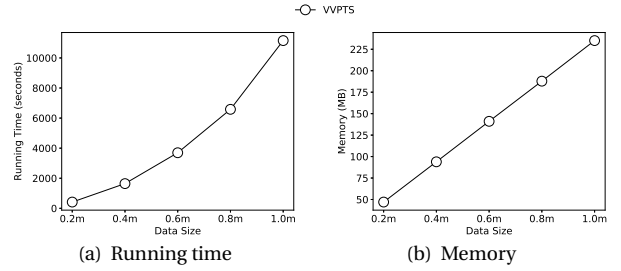 VVPTS
Running Time (seconds)
10000
8000
6000
4000
2000
0
0.2m 0.4m 0.6m 0.8m 1.0m
Data Size
(a) Running time
Memory (MB)
225
200
175
150
125
100
75
50
0.2m 0.4m 0.6m 0.8m 1.0m
Data Size
(b) Memory